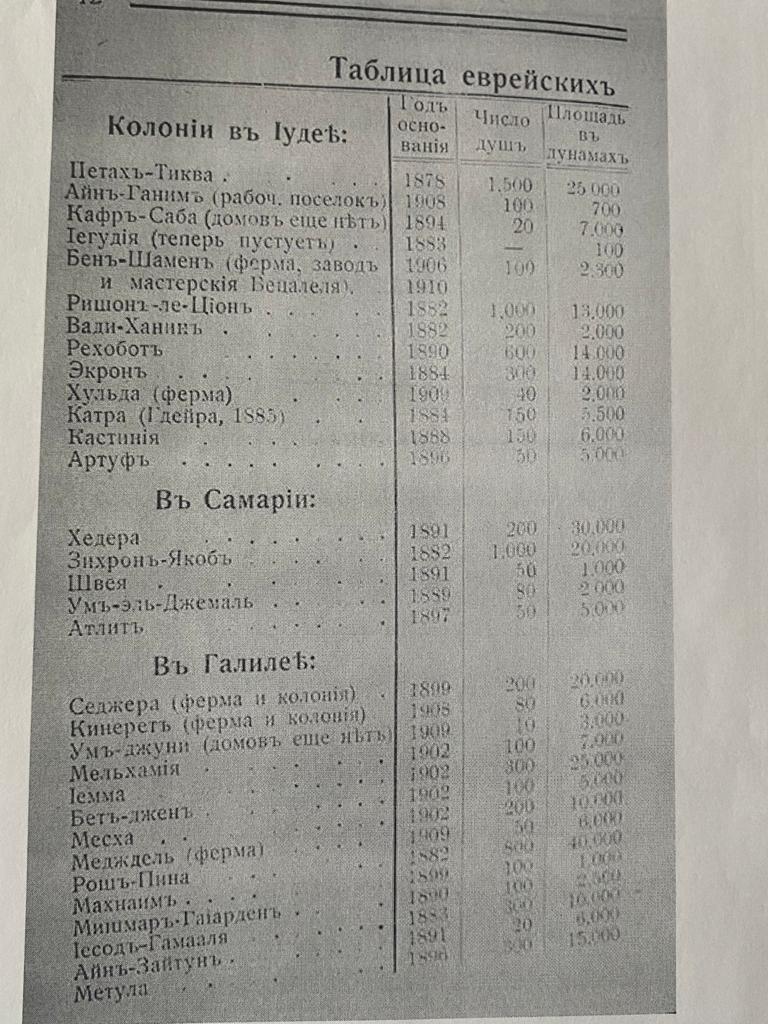 Таблица еврейскихъ
Колоніи въ Іудеѣ:
Годъ осно-
ванія
Число
душъ
Площадь
въ
дунамахъ
Петахъ-Тиква . 1878 1,500 25 000
Айнъ-Ганимъ (рабоч. поселокъ) 1908 100 700
Кафръ-Саба (домовъ еще нѣтъ) 1894 20 7.000
Іегудія (теперь пустуетъ) . 1883 — 100
Бенъ-Шаменъ (ферма, заводъ 1906 100 2,300
и мастерскія Бецалеля). 1910
Ришонъ-ле-Ціонъ 1882 1,000 13,000
Вади-Ханинъ 1882 200 2,000
Рехоботъ 1890 600 14.000
Экронъ 1884 300 14.000
Хульда (ферма) 1909 40 2,000
Катра (Гдейра, 1885) 1884 150 5,500
Кастинія 1888 150 6,000
Артуфъ 1896 50 5,000
Въ Самаріи:
Хедера 1891 200 30,000
Зихронъ-Якобъ 1882 1,000 20,000
Швея 1891 50 1,000
Умъ-эль-Джемаль 1889 80 2 000
Атлитъ 1897 50 5,000
Въ Галилеѣ:
Седжера (ферма и колонія) 1899 200 20,000
Кинеретъ (ферма и колонія) 1908 80 6,000
Умъ-джуни (домовъ еще нѣтъ) 1909 10 3,000
Мельхамія 1902 100 7,000
Іемма 1902 300 25,000
Бетъ-дженъ 1902 100 5,000
Месха 1902 200 10,000
Медждель (ферма) 1909 50 6,000
Рошъ-Пина 1882 800 40,000
Махнаимъ 1899 100 1,000
Мишмаръ-Гаіарденъ 1890 100 2,500
Іесодъ-Гамааля 1883 300 10,000
Айнъ-Зайтунъ 1891 20 6,000
Метула 1896 300 15,000